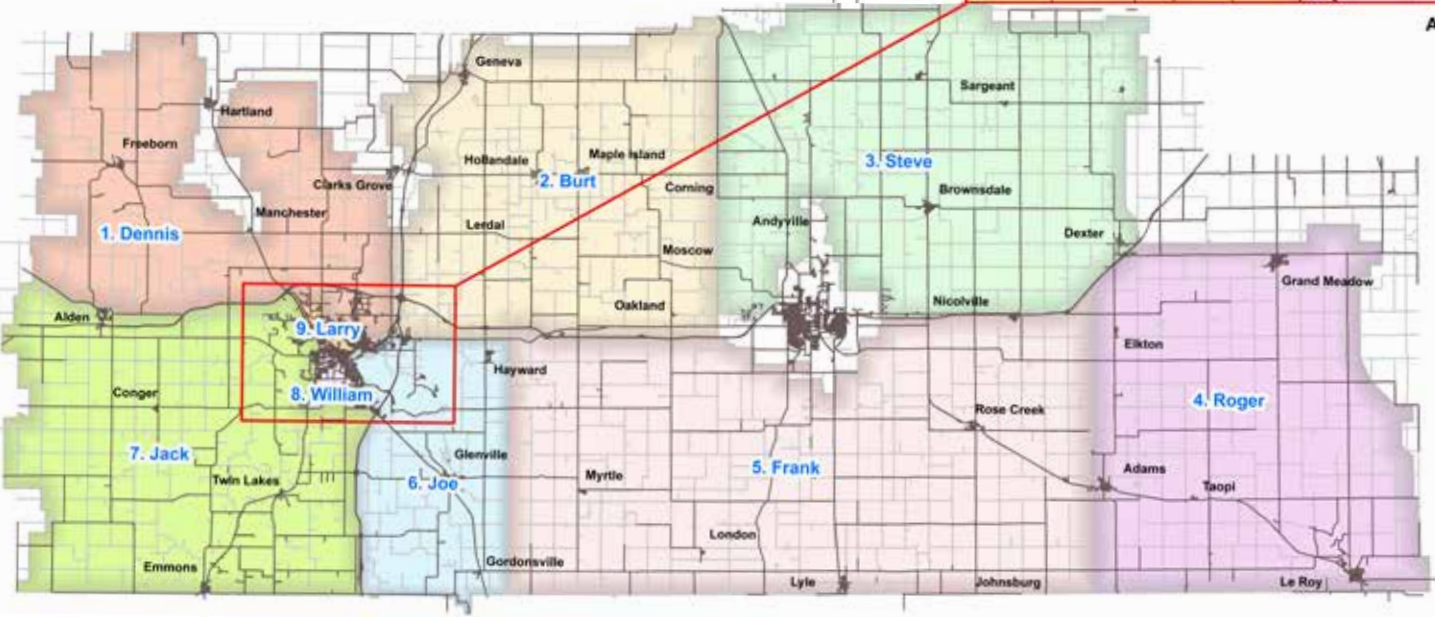 A
Geneva
Hartland
Sargeant
Freeborn
Hollandale
Maple Island
3. Steve
2. Burt
Clarks Grove
Corning
Brownsdale
Manchester
Andyville
Lerdal
1. Dennis
Dexter
Moscow
Grand Meadow
Nicolville
Oakland
Alden
9. Larry
Elkton
Hayward
Conger
8. William
4. Roger
Rose Creek
7. Jack
Glenville
5. Frank
Adams
Myrtle
Twin Lakes
6. Joe
Taopi
London
Gordonsville
Emmons
Lyle
Johnsburg
Le Roy